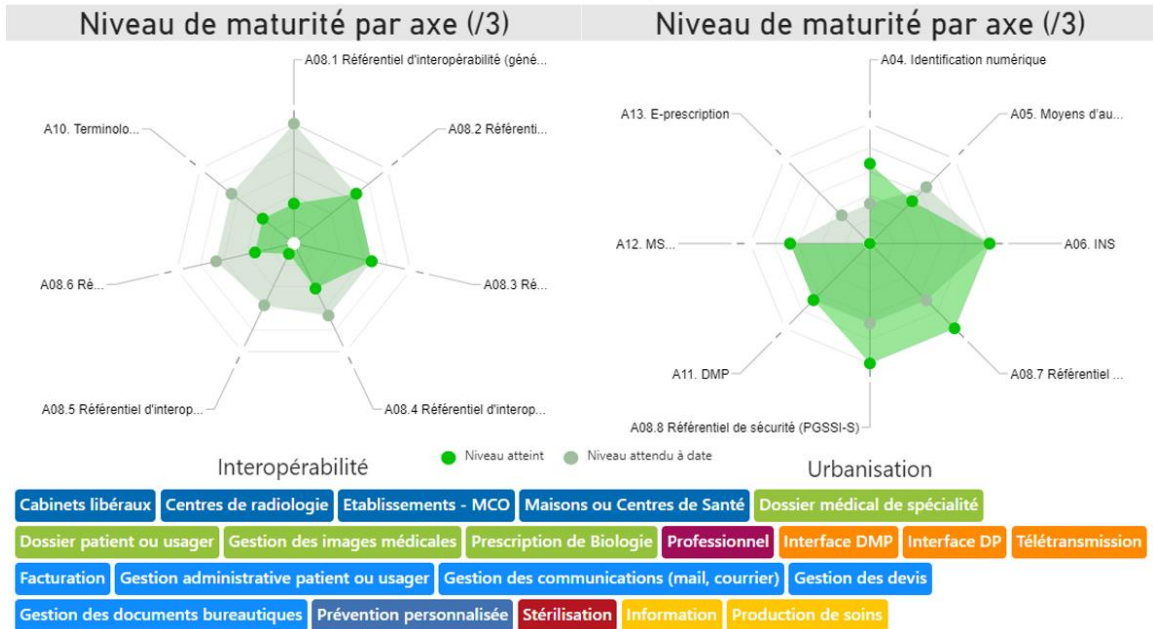 Niveau de maturité par axe (/3)
Niveau de maturité par axe (/3)
A08.1 Référentiel d'interopérabilité (géné...
A10. Terminolo...
A08.2 Référenti...
A08.6 Ré...
A08.3 Ré...
A08.5 Référentiel d'interop...
A08.4 Référentiel d'interop...
A04. Identification numérique
A13. E-prescription
A05. Moyens d'au...
A12. MS...
A06. INS
A11. DMP
A08.7 Référentiel ...
A08.8 Référentiel de sécurité (PGSSI-S)
Interopérabilité
Niveau atteint
Niveau attendu à date
Urbanisation
Cabinets libéraux
Centres de radiologie
Etablissements - MCO
Maisons ou Centres de Santé
Dossier médical de spécialité
Dossier patient ou usager
Gestion des images médicales
Prescription de Biologie
Professionnel
Interface DMP
Interface DP
Télétransmission
Facturation
Gestion administrative patient ou usager
Gestion des communications (mail, courrier)
Gestion des devis
Gestion des documents bureautiques
Prévention personnalisée
Stérilisation
Information
Production de soins